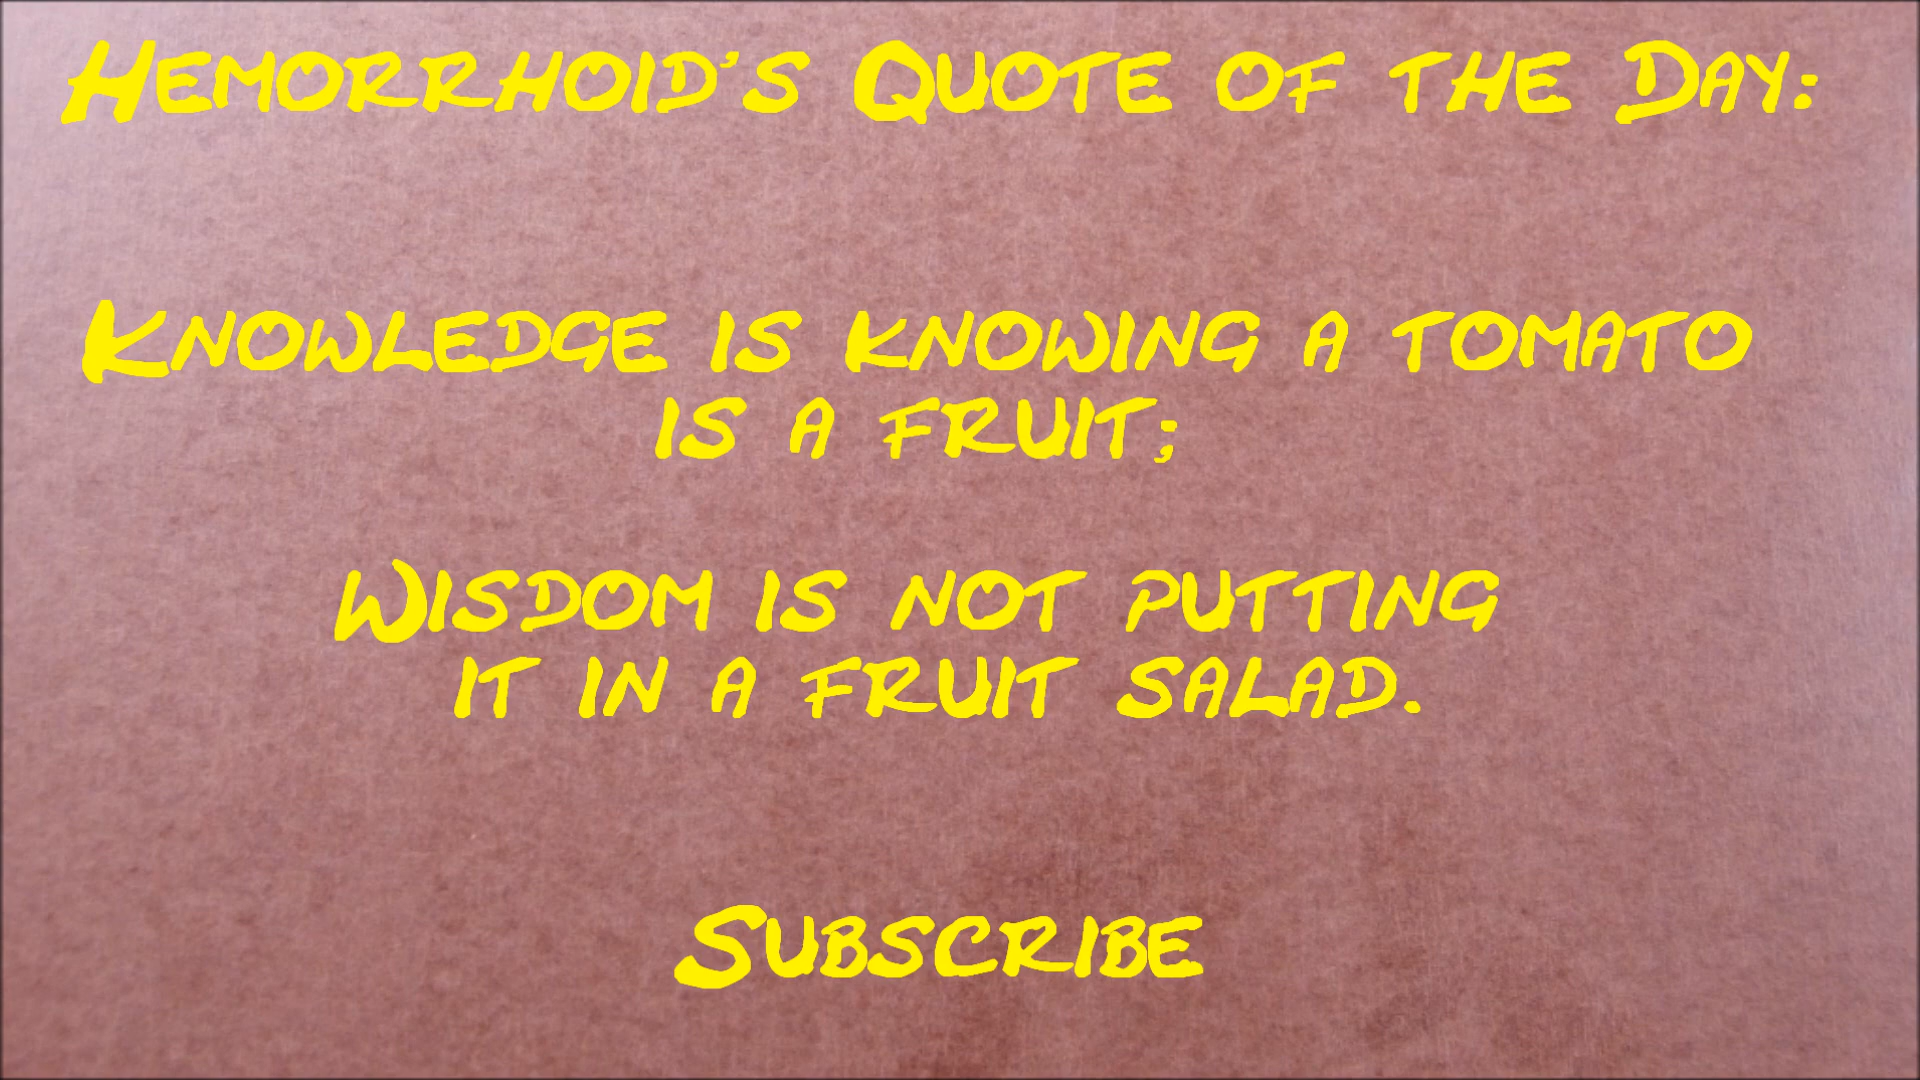 Hemorrhoid's Quote of the Day:
Knowledge is knowing a tomato
is a fruit;
Wisdom is not putting
it in a fruit salad.
Subscribe